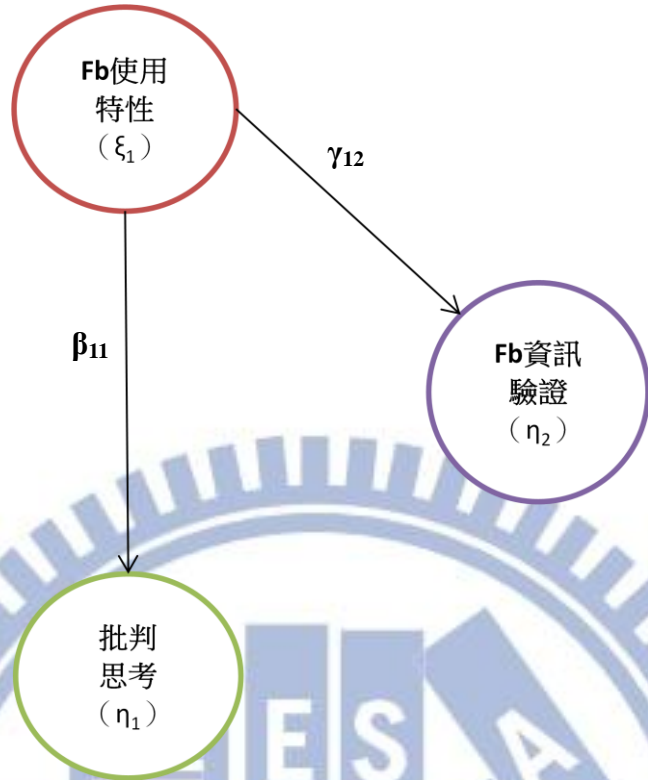 Fb使用
特性
（ξ₁）
γ₁₂
β₁₁
Fb資訊
驗證
（η₂）
批判
思考
（η₁）
ESA